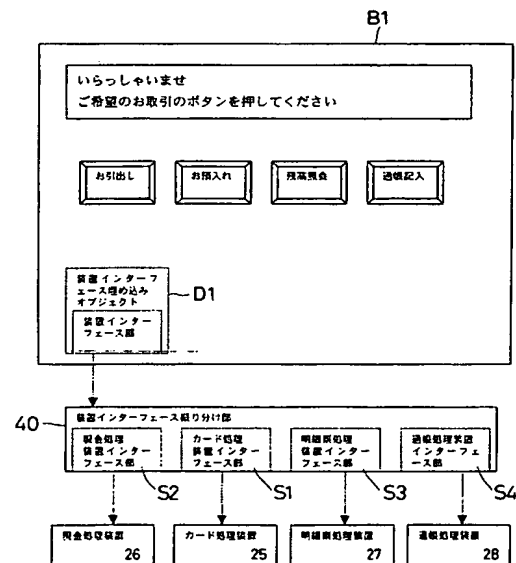 B1
いらっしゃいませ
ご希望のお取引のボタンを押してください
お引出し
お預入れ
残高照会
通帳記入
装置インターフ
ェース埋め込み
オブジェクト
装置インター
フェース部
D1
40
装置インターフェース振り分け部
現金処理
装置インター
フェース部
S2
カード処理
装置インター
フェース部
S1
明細票処理
装置インター
フェース部
S3
通帳処理装置
インターフェ
ース部
S4
現金処理装置
26
カード処理装置
25
明細票処理装置
27
通帳処理装置
28